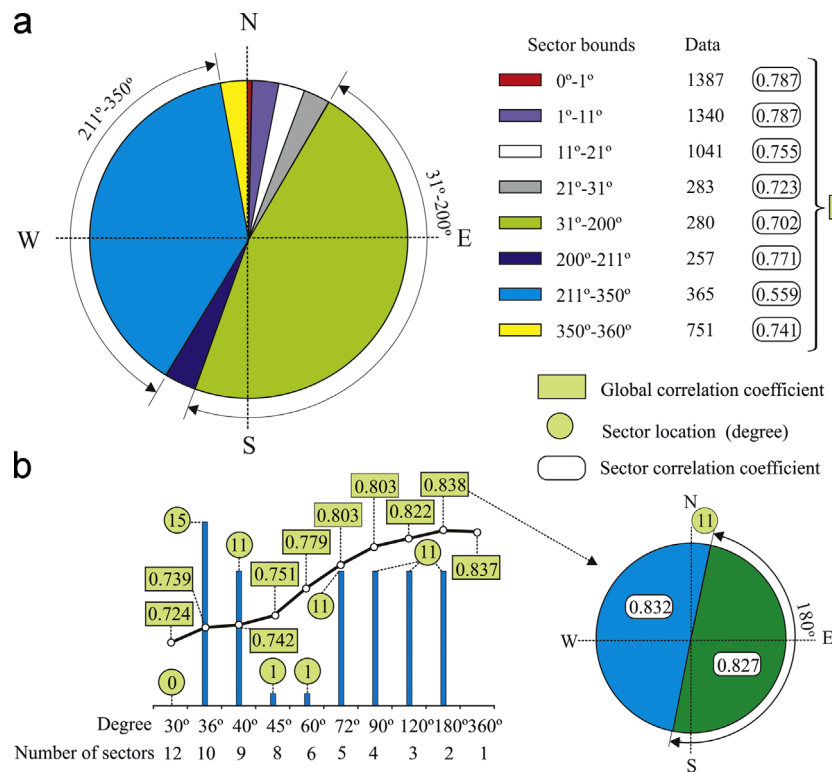 a
N
W
E
S
211º-350º
31º-200º
Sector bounds Data
0º-1º 1387 0.787
1º-11º 1340 0.787
11º-21º 1041 0.755
21º-31º 283 0.723
31º-200º 280 0.702
200º-211º 257 0.771
211º-350º 365 0.559
350º-360º 751 0.741
Global correlation coefficient
Sector location (degree)
Sector correlation coefficient
b
0.724
0.739
0.742
0.751
0.779
0.803
0.803
0.822
0.838
0.837
0
15
11
1
1
11
11
Degree 30º 36º 40º 45º 60º 72º 90º 120º 180º 360º
Number of sectors 12 10 9 8 6 5 4 3 2 1
N
11
180º
W
E
0.832
0.827
S